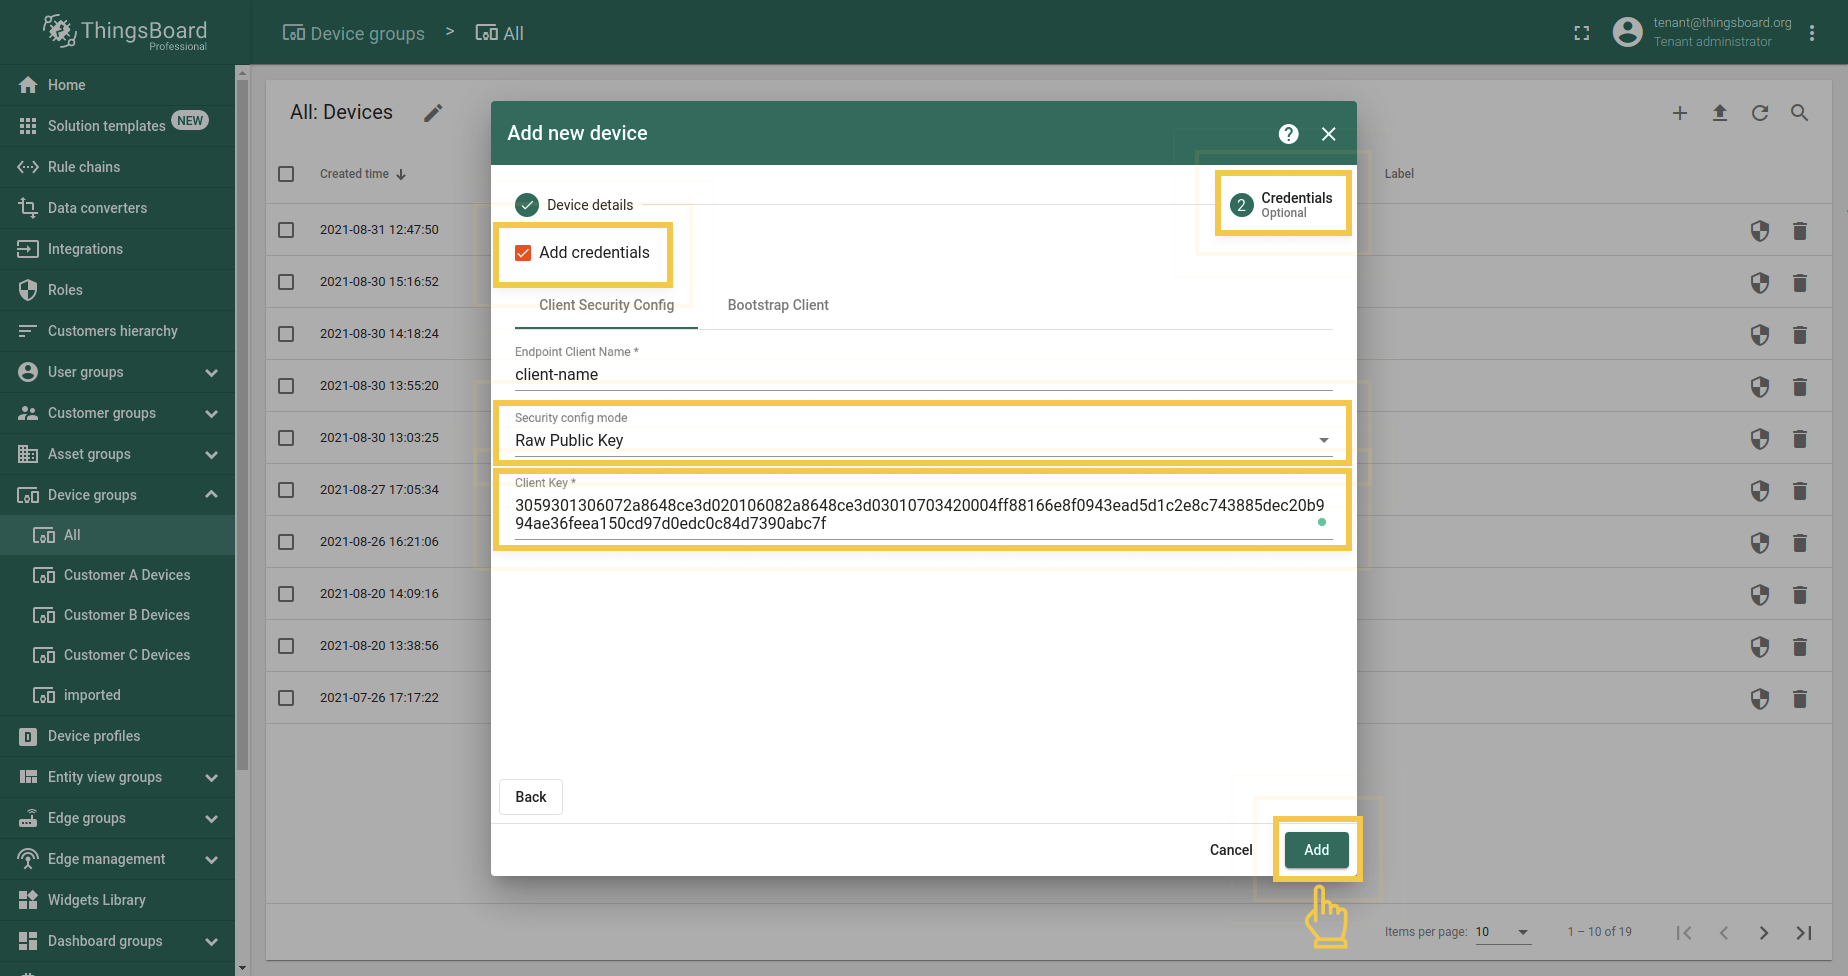 ThingsBoard
Professional
Device groups > All
tenant@thingsboard.org
Tenant administrator
Home
Solution templates NEW
Rule chains
Data converters
Integrations
Roles
Customers hierarchy
User groups
Customer groups
Asset groups
Device groups
All
Customer A Devices
Customer B Devices
Customer C Devices
imported
Device profiles
Entity view groups
Edge groups
Edge management
Widgets Library
Dashboard groups
All: Devices
Created time
Label
2021-08-31 12:47:50
2021-08-30 15:16:52
2021-08-30 14:18:24
2021-08-30 13:55:20
2021-08-30 13:03:25
2021-08-27 17:05:34
2021-08-26 16:21:06
2021-08-20 14:09:16
2021-08-20 13:38:56
2021-07-26 17:17:22
Add new device
?
Device details
2 Credentials
Optional
Add credentials
Client Security Config
Bootstrap Client
Endpoint Client Name *
client-name
Security config mode
Raw Public Key
Client Key *
3059301306072a8648ce3d020106082a8648ce3d03010703420004ff88166e8f0943ead5d1c2e8c743885dec20b9
94ae36feea150cd97d0edc0c84d7390abc7f
Back
Cancel
Add
Items per page: 10
1 – 10 of 19